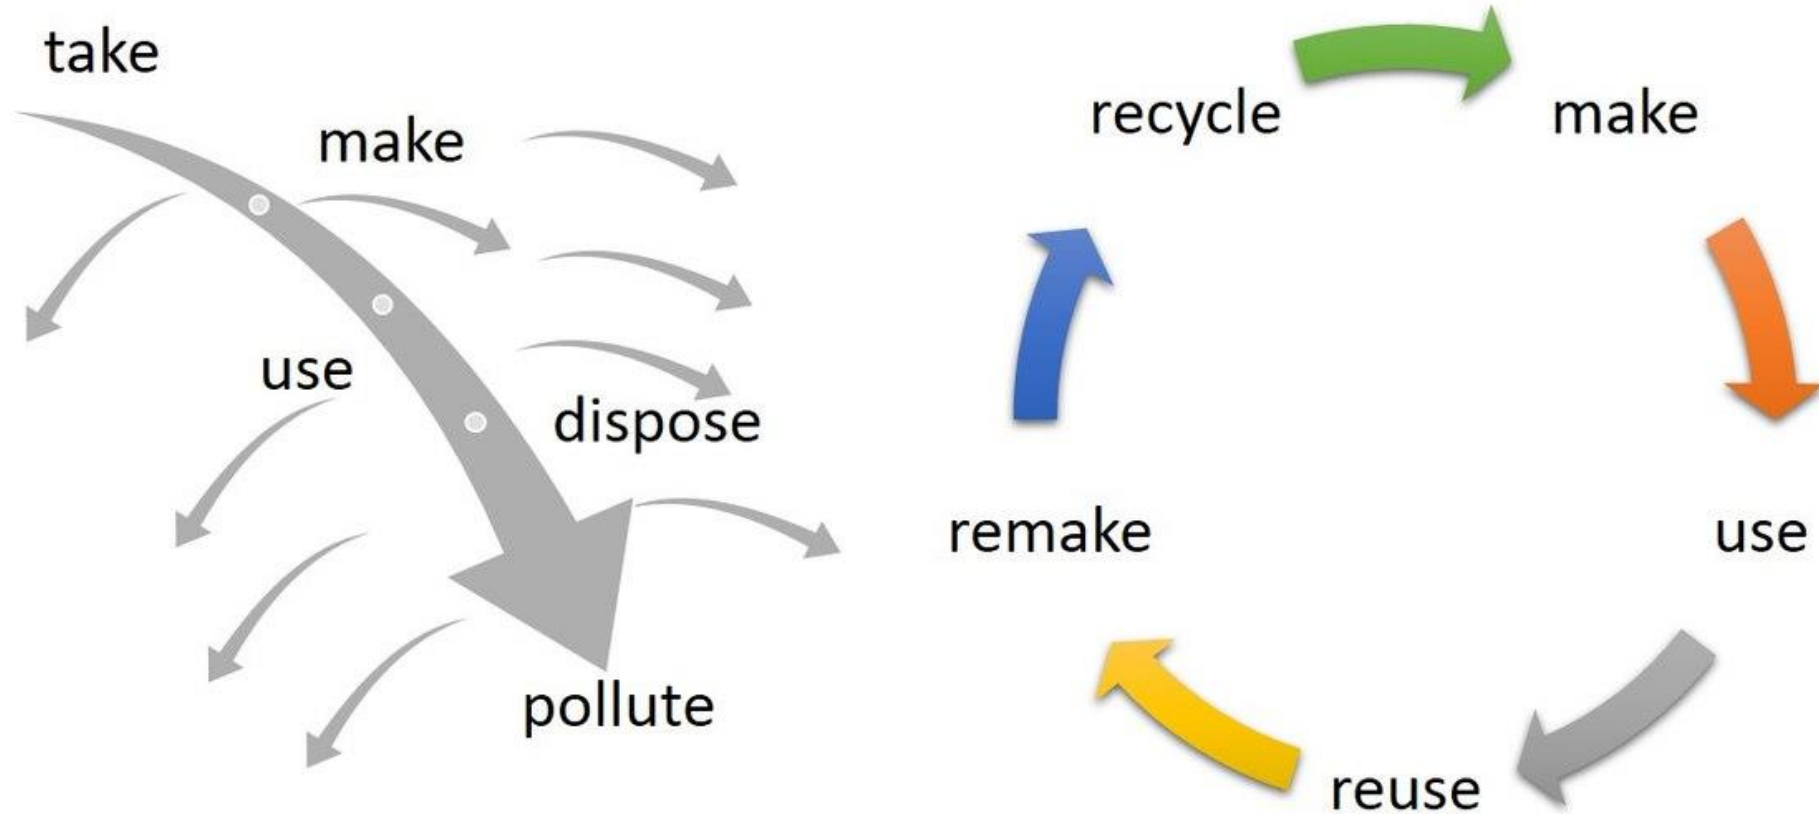 take
make
use
dispose
pollute
recycle
make
use
reuse
remake